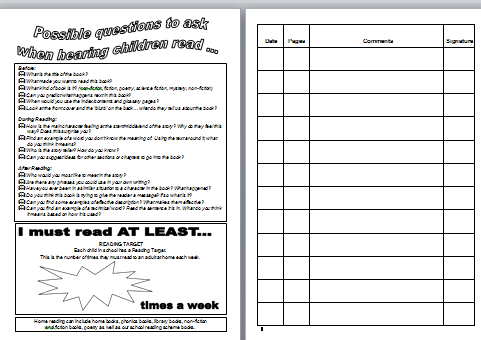 Possible questions to ask
when hearing children read ...
Before:
What is the title of the book?
What made you want to read this book?
What kind of book is it? (non-fiction, fiction, poetry, science fiction, mystery, non-fiction)
Can you predict what happens next in this book?
When would you use the index/contents and glossary pages?
Look at the front cover and the 'blurb' on the back... what do they tell us about the book?
During Reading:
How is the main character feeling at the start/middle/end of the story? Why do they feel this
way? Does this surprise you?
Find an example of a word you don't know the meaning of. Using the text around it, what
do you think it means?
Who is the story teller? How do you know?
Can you suggest ideas for other sections or chapters to go into the book?
After Reading:
Who would you most like to meet in the story?
Are there any phrases you could use in your own writing?
Have you ever been in a similar situation to a character in the book? What happened?
Do you think this book is trying to give the reader a message? If so what is it?
Can you find some examples of effective description? What makes them effective?
Can you find an example of a technical word? Read the sentence it is in. What do you think
it means based on how it is used?
I must read AT LEAST...
READING TARGET
Each child in school has a Reading Target.
This is the number of times they must read to an adult at home each week.
times a week
Home reading can include home books, phonics books, library books, non-fiction
and fiction books, poetry as well as our school reading scheme books.
Date Pages Comments Signature